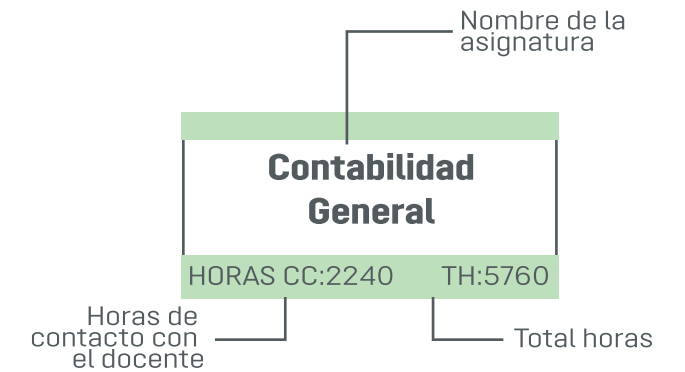 Nombre de la
asignatura
Contabilidad
General
HORAS CC:2240 TH:5760
Horas de
contacto con
el docente
Total horas